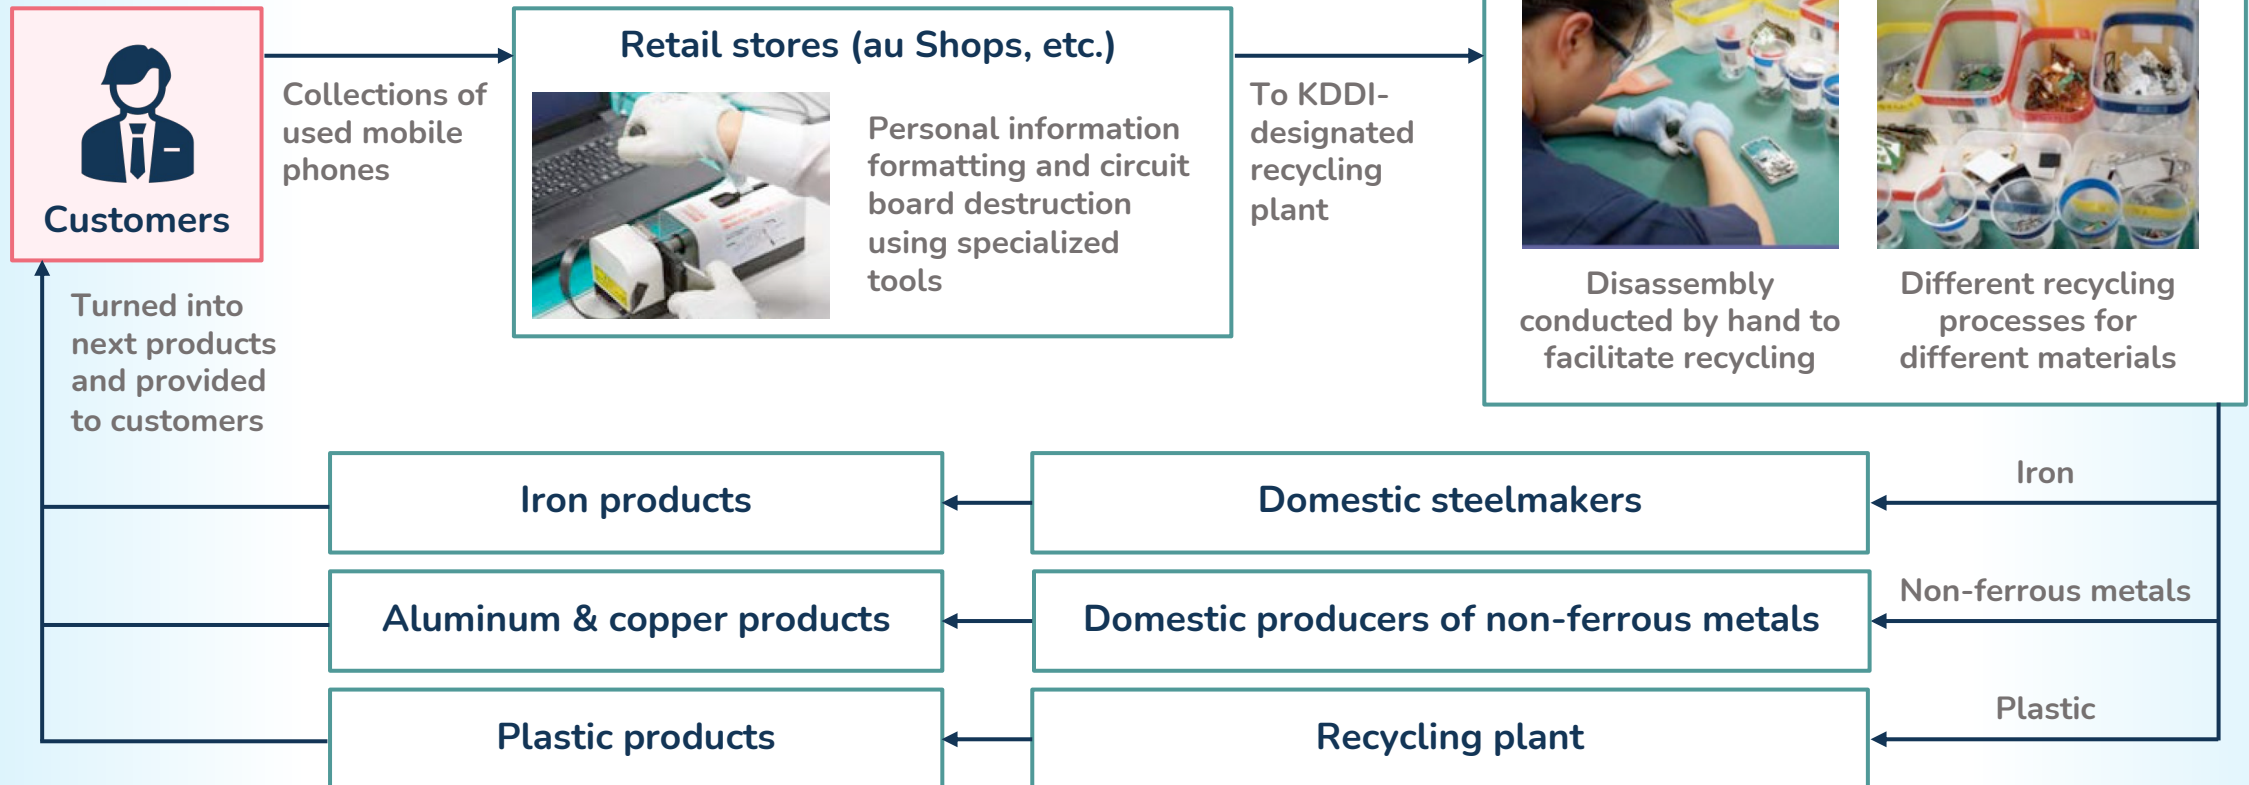 Customers
Collections of
used mobile
phones
Retail stores (au Shops, etc.)
Personal information
formatting and circuit
board destruction
using specialized
tools
To KDDI-
designated
recycling
plant
Disassembly
conducted by hand to
facilitate recycling
Different recycling
processes for
different materials
Turned into
next products
and provided
to customers
Iron products
Domestic steelmakers
Iron
Aluminum & copper products
Domestic producers of non-ferrous metals
Non-ferrous metals
Plastic products
Recycling plant
Plastic